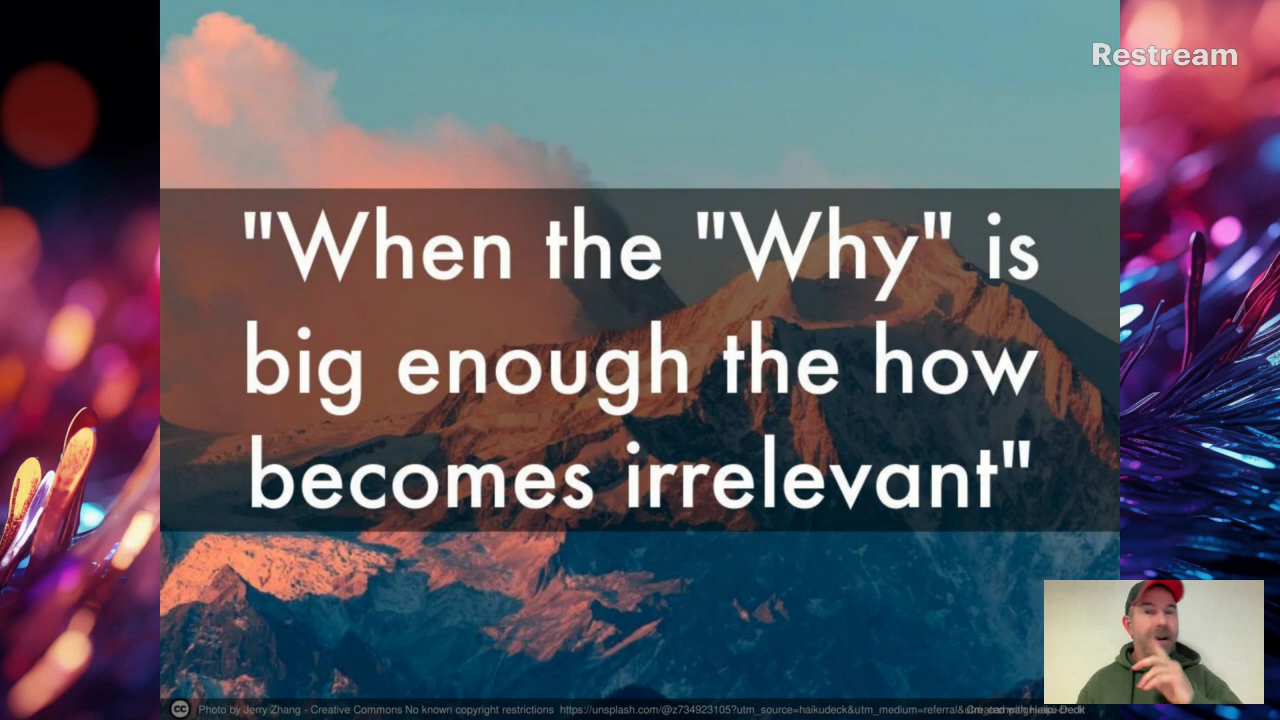 Restream
"When the "Why" is
big enough the how
becomes irrelevant"
cc
Photo by Jerry Zhang - Creative Commons No known copyright restrictions https://unsplash.com/@z734923105?utm_source=haikudeck&utm_medium=referral&